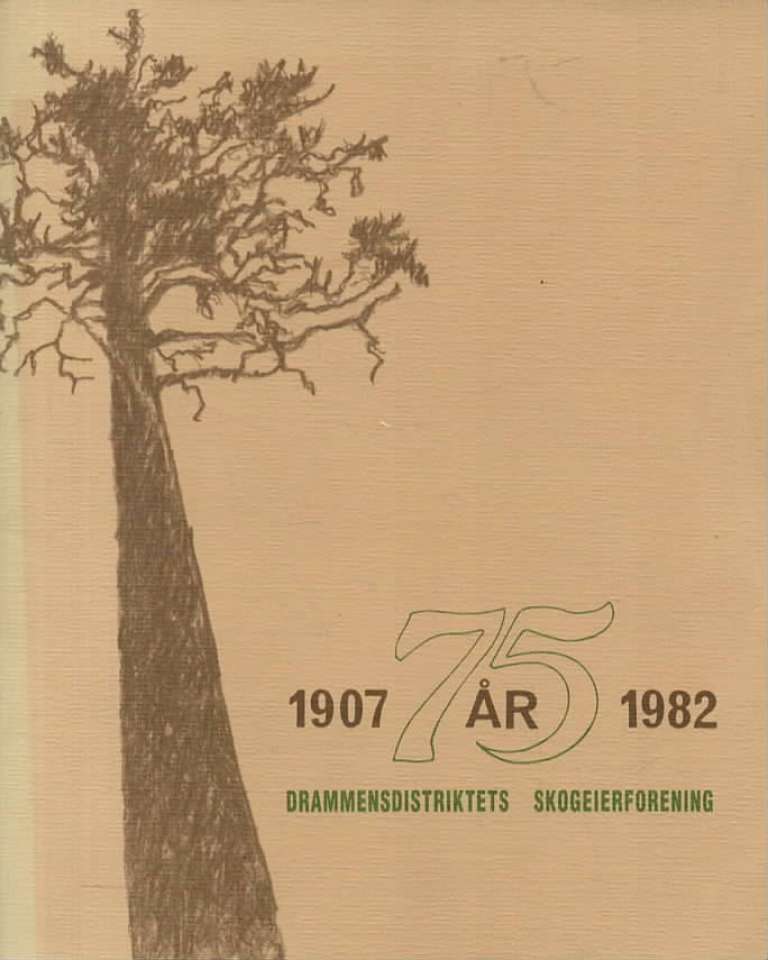 1907 75 ÅR 1982
DRAMMENSDISTRIKTETS SKOGEIERFORENING